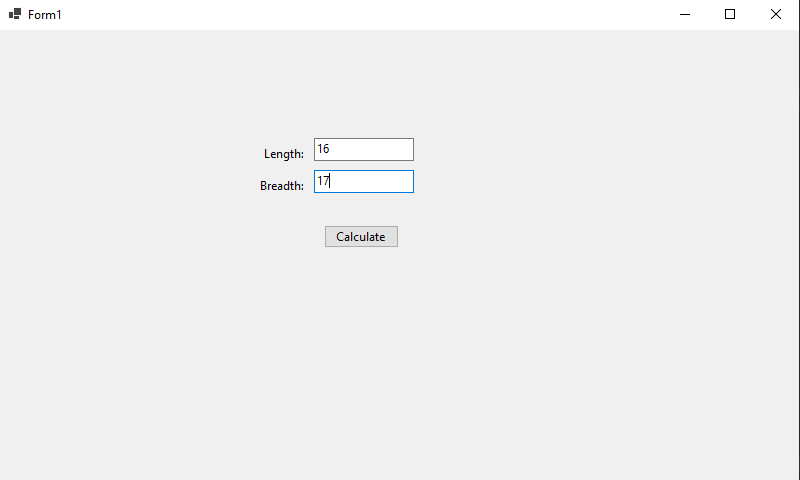 Form1
Length: 16
Breadth: 17
Calculate